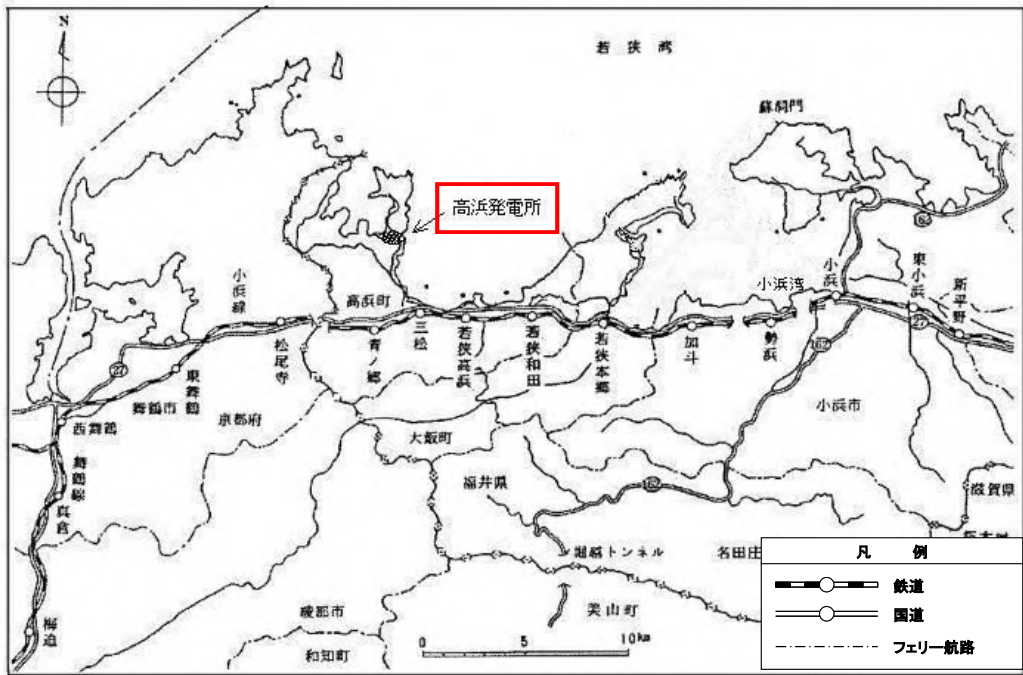 N
若狭湾
蘇洞門
高浜発電所
小浜線
高浜町
小浜湾
小浜
東小浜
新平野
松尾寺
青郷
三松
若狭高浜
若狭和田
若狭本郷
加斗
勢浜
162
27
27
東舞鶴
舞鶴市
西舞鶴
京都府
大飯町
小浜市
舞鶴線
真倉
福井県
162
滋賀県
堀越トンネル
名田庄
綾部市
美山町
梅迫
和知町
0 5 10km
凡 例
鉄道
国道
フェリー航路